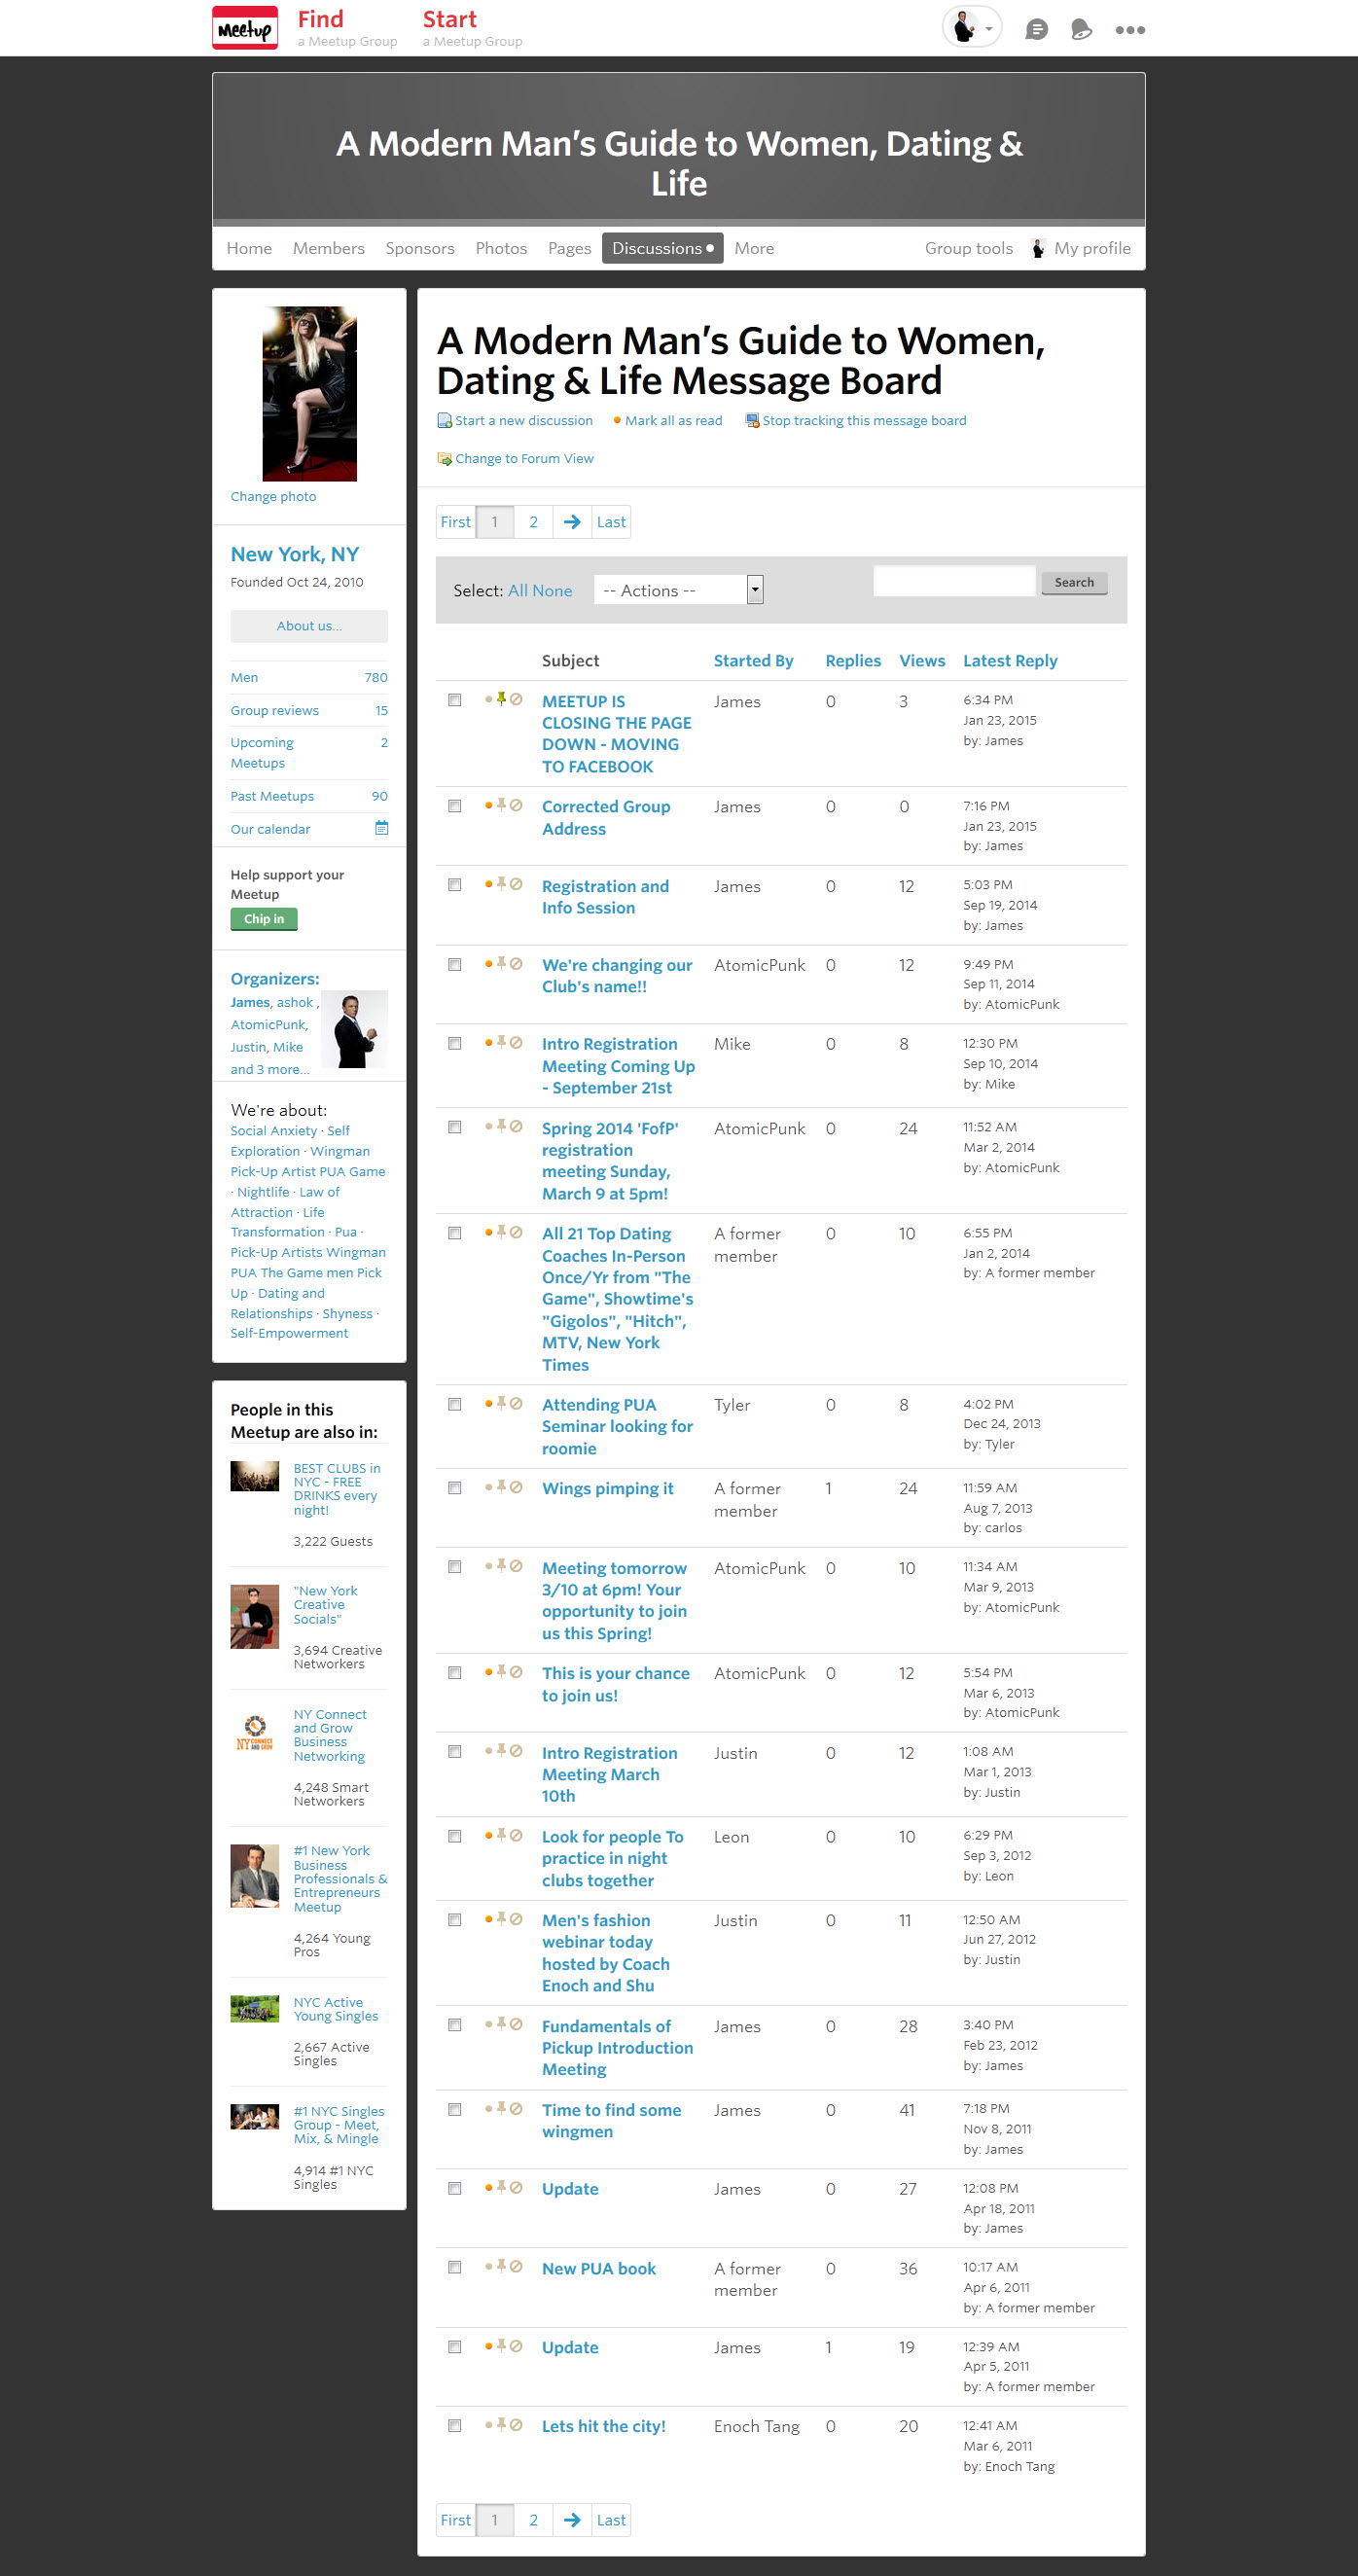 Meetup
Find
a Meetup Group
Start
a Meetup Group
A Modern Man's Guide to Women, Dating &
Life
Home Members Sponsors Photos Pages Discussions More Group tools My profile
Change photo
New York, NY
Founded Oct 24, 2010
About us...
Men 780
Group reviews 15
Upcoming Meetups 2
Past Meetups 90
Our calendar
Help support your
Meetup
Chip in
Organizers:
James, ashok ,
AtomicPunk,
Justin, Mike
and 3 more...
We're about:
Social Anxiety · Self
Exploration · Wingman
Pick-Up Artist PUA Game
· Nightlife · Law of
Attraction · Life
Transformation · Pua ·
Pick-Up Artists Wingman
PUA The Game men Pick
Up · Dating and
Relationships · Shyness ·
Self-Empowerment
People in this
Meetup are also in:
BEST CLUBS in
NYC - FREE
DRINKS every
night!
3,222 Guests
"New York
Creative
Socials"
3,694 Creative
Networkers
NY CONNECT
AND GROW
NY Connect
and Grow
Business
Networking
4,248 Smart
Networkers
#1 New York
Business
Professionals &
Entrepreneurs
Meetup
4,264 Young
Pros
NYC Active
Young Singles
2,667 Active
Singles
#1 NYC Singles
Group - Meet,
Mix, & Mingle
4,914 #1 NYC
Singles
A Modern Man's Guide to Women,
Dating & Life Message Board
Start a new discussion Mark all as read Stop tracking this message board
Change to Forum View
First 1 2 → Last
Select: All None -- Actions -- Search
Subject Started By Replies Views Latest Reply
MEETUP IS
CLOSING THE PAGE
DOWN - MOVING
TO FACEBOOK
James 0 3
6:34 PM
Jan 23, 2015
by: James
Corrected Group
Address
James 0 0
7:16 PM
Jan 23, 2015
by: James
Registration and
Info Session
James 0 12
5:03 PM
Sep 19, 2014
by: James
We're changing our
Club's name!!
AtomicPunk 0 12
9:49 PM
Sep 11, 2014
by: AtomicPunk
Intro Registration
Meeting Coming Up
- September 21st
Mike 0 8
12:30 PM
Sep 10, 2014
by: Mike
Spring 2014 'FofP'
registration
meeting Sunday,
March 9 at 5pm!
AtomicPunk 0 24
11:52 AM
Mar 2, 2014
by: AtomicPunk
All 21 Top Dating
Coaches In-Person
Once/Yr from "The
Game", Showtime's
"Gigolos", "Hitch",
MTV, New York
Times
A former
member
0 10
6:55 PM
Jan 2, 2014
by: A former member
Attending PUA
Seminar looking for
roomie
Tyler 0 8
4:02 PM
Dec 24, 2013
by: Tyler
Wings pimping it
A former
member
1 24
11:59 AM
Aug 7, 2013
by: carlos
Meeting tomorrow
3/10 at 6pm! Your
opportunity to join
us this Spring!
AtomicPunk 0 10
11:34 AM
Mar 9, 2013
by: AtomicPunk
This is your chance
to join us!
AtomicPunk 0 12
5:54 PM
Mar 6, 2013
by: AtomicPunk
Intro Registration
Meeting March
10th
Justin 0 12
1:08 AM
Mar 1, 2013
by: Justin
Look for people To
practice in night
clubs together
Leon 0 10
6:29 PM
Sep 3, 2012
by: Leon
Men's fashion
webinar today
hosted by Coach
Enoch and Shu
Justin 0 11
12:50 AM
Jun 27, 2012
by: Justin
Fundamentals of
Pickup Introduction
Meeting
James 0 28
3:40 PM
Feb 23, 2012
by: James
Time to find some
wingmen
James 0 41
7:18 PM
Nov 8, 2011
by: James
Update
James 0 27
12:08 PM
Apr 18, 2011
by: James
New PUA book
A former
member
0 36
10:17 AM
Apr 6, 2011
by: A former member
Update
James 1 19
12:39 AM
Apr 5, 2011
by: A former member
Lets hit the city!
Enoch Tang 0 20
12:41 AM
Mar 6, 2011
by: Enoch Tang
First 1 2 → Last